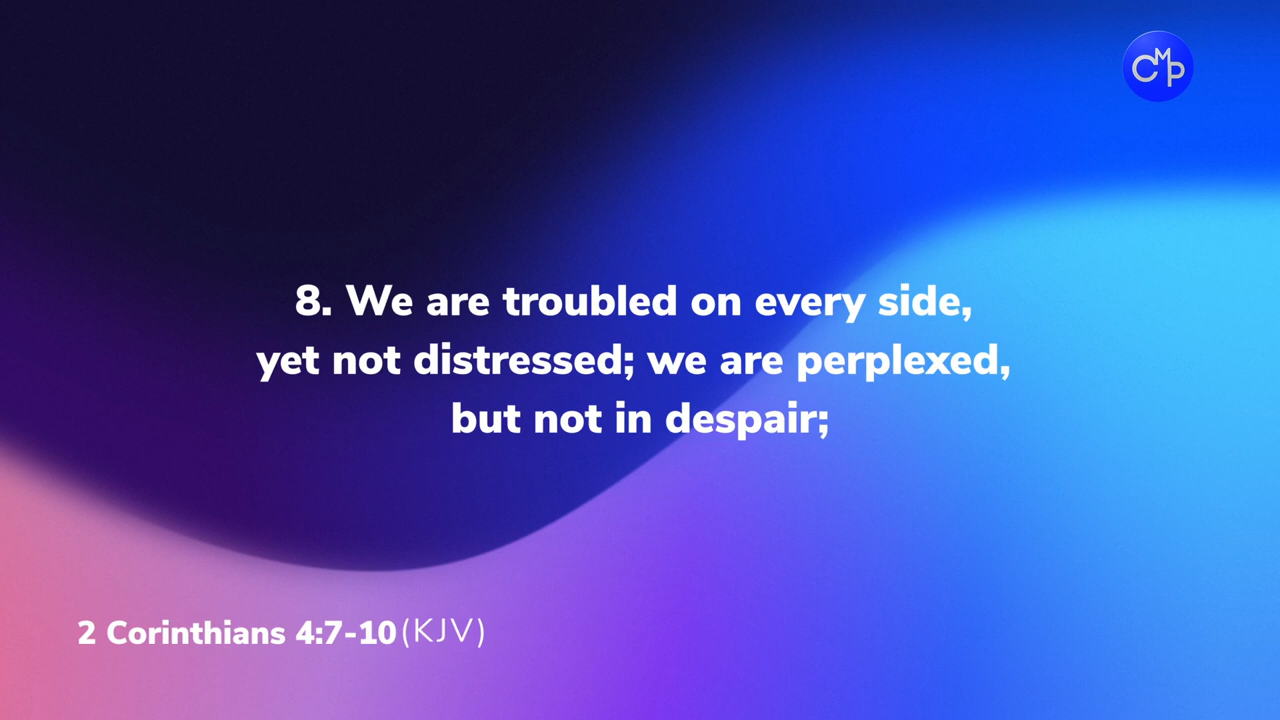 CMP
8. We are troubled on every side,
yet not distressed; we are perplexed,
but not in despair;
2 Corinthians 4:7-10(KJV)